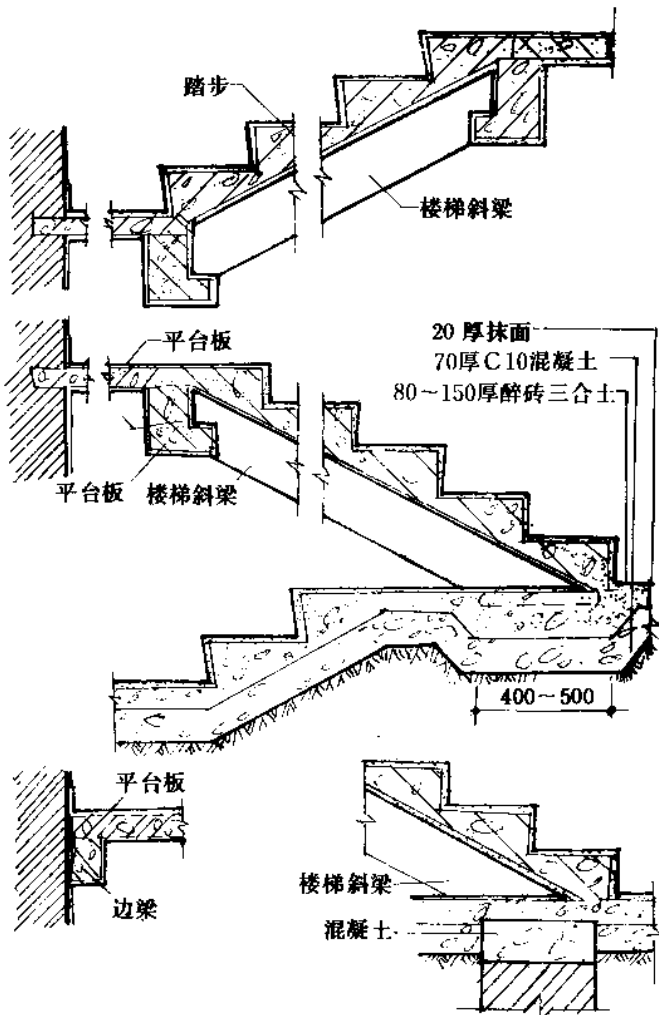 踏步
楼梯斜梁
平台板
20 厚抹面
70厚C10混凝土
80~150厚醉砖三合土
平台板
楼梯斜梁
400~500
平台板
边梁
楼梯斜梁
混凝土